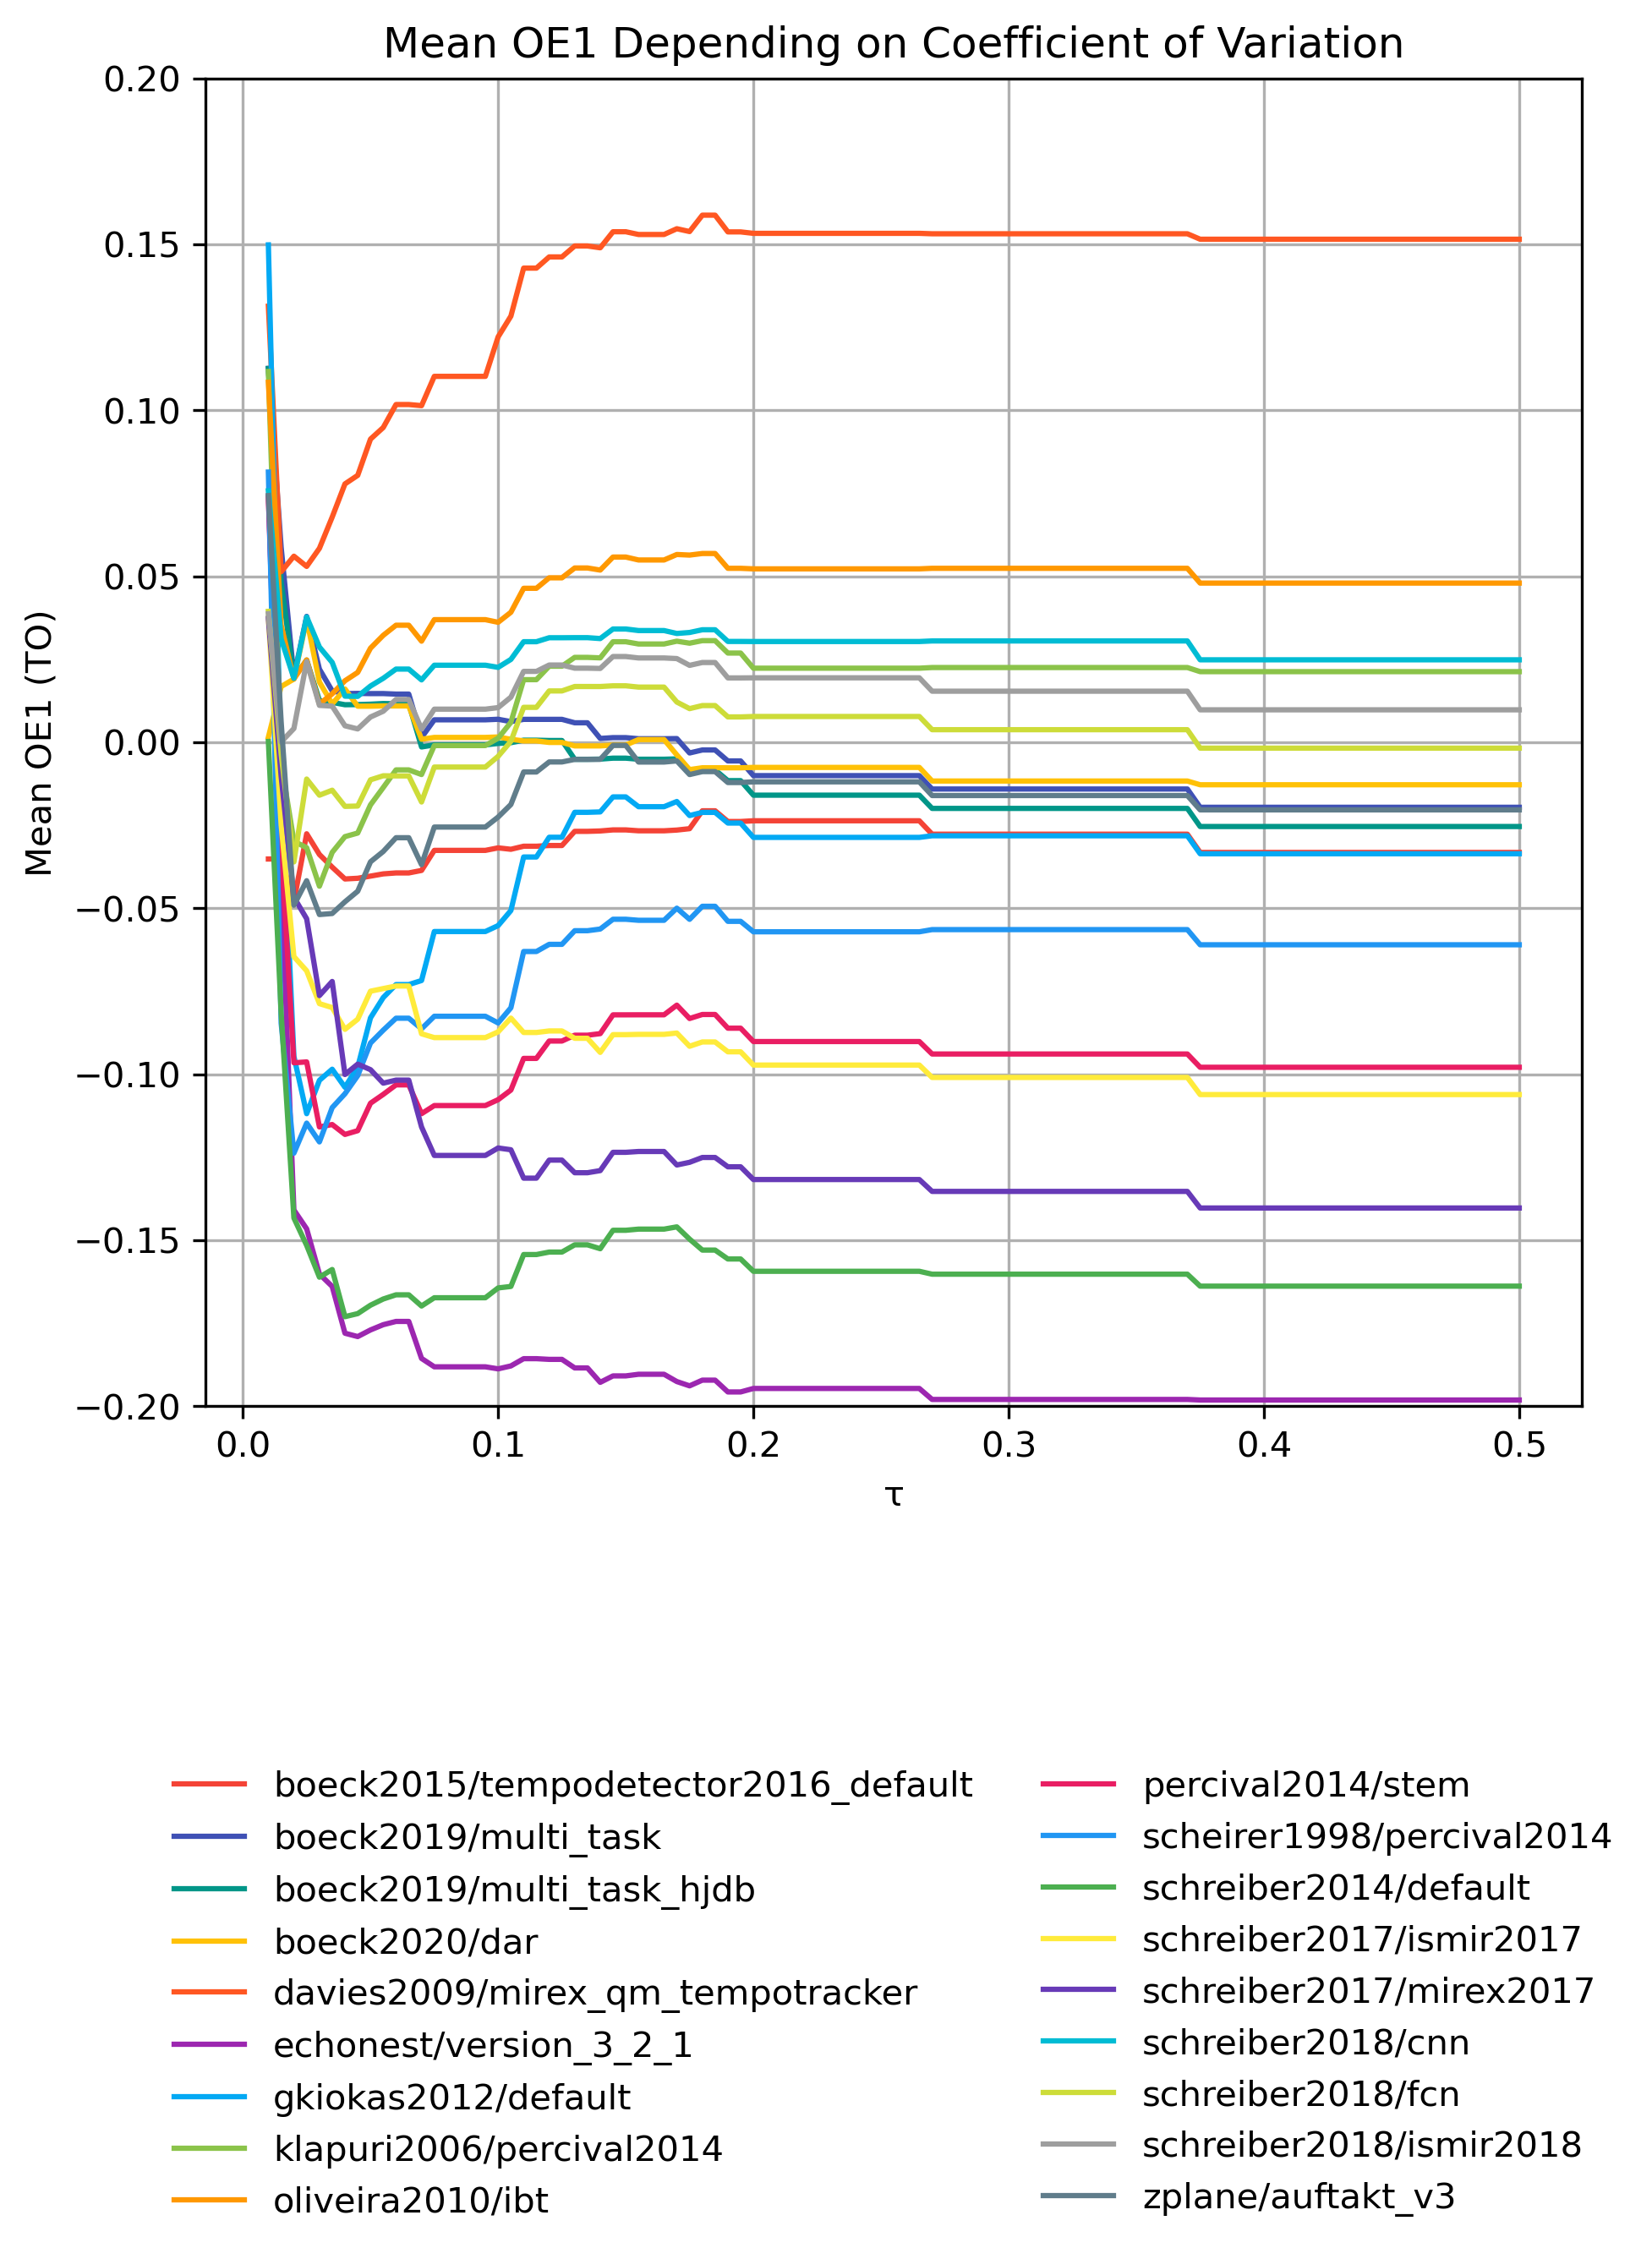 Mean OE1 Depending on Coefficient of Variation
0.20
0.15
0.10
0.05
0.00
−0.05
−0.10
−0.15
−0.20
Mean OE1 (TO)
0.0 0.1 0.2 0.3 0.4 0.5
τ
boeck2015/tempodetector2016_default
boeck2019/multi_task
boeck2019/multi_task_hjdb
boeck2020/dar
davies2009/mirex_qm_tempotracker
echonest/version_3_2_1
gkiokas2012/default
klapuri2006/percival2014
oliveira2010/ibt
percival2014/stem
scheirer1998/percival2014
schreiber2014/default
schreiber2017/ismir2017
schreiber2017/mirex2017
schreiber2018/cnn
schreiber2018/fcn
schreiber2018/ismir2018
zplane/auftakt_v3